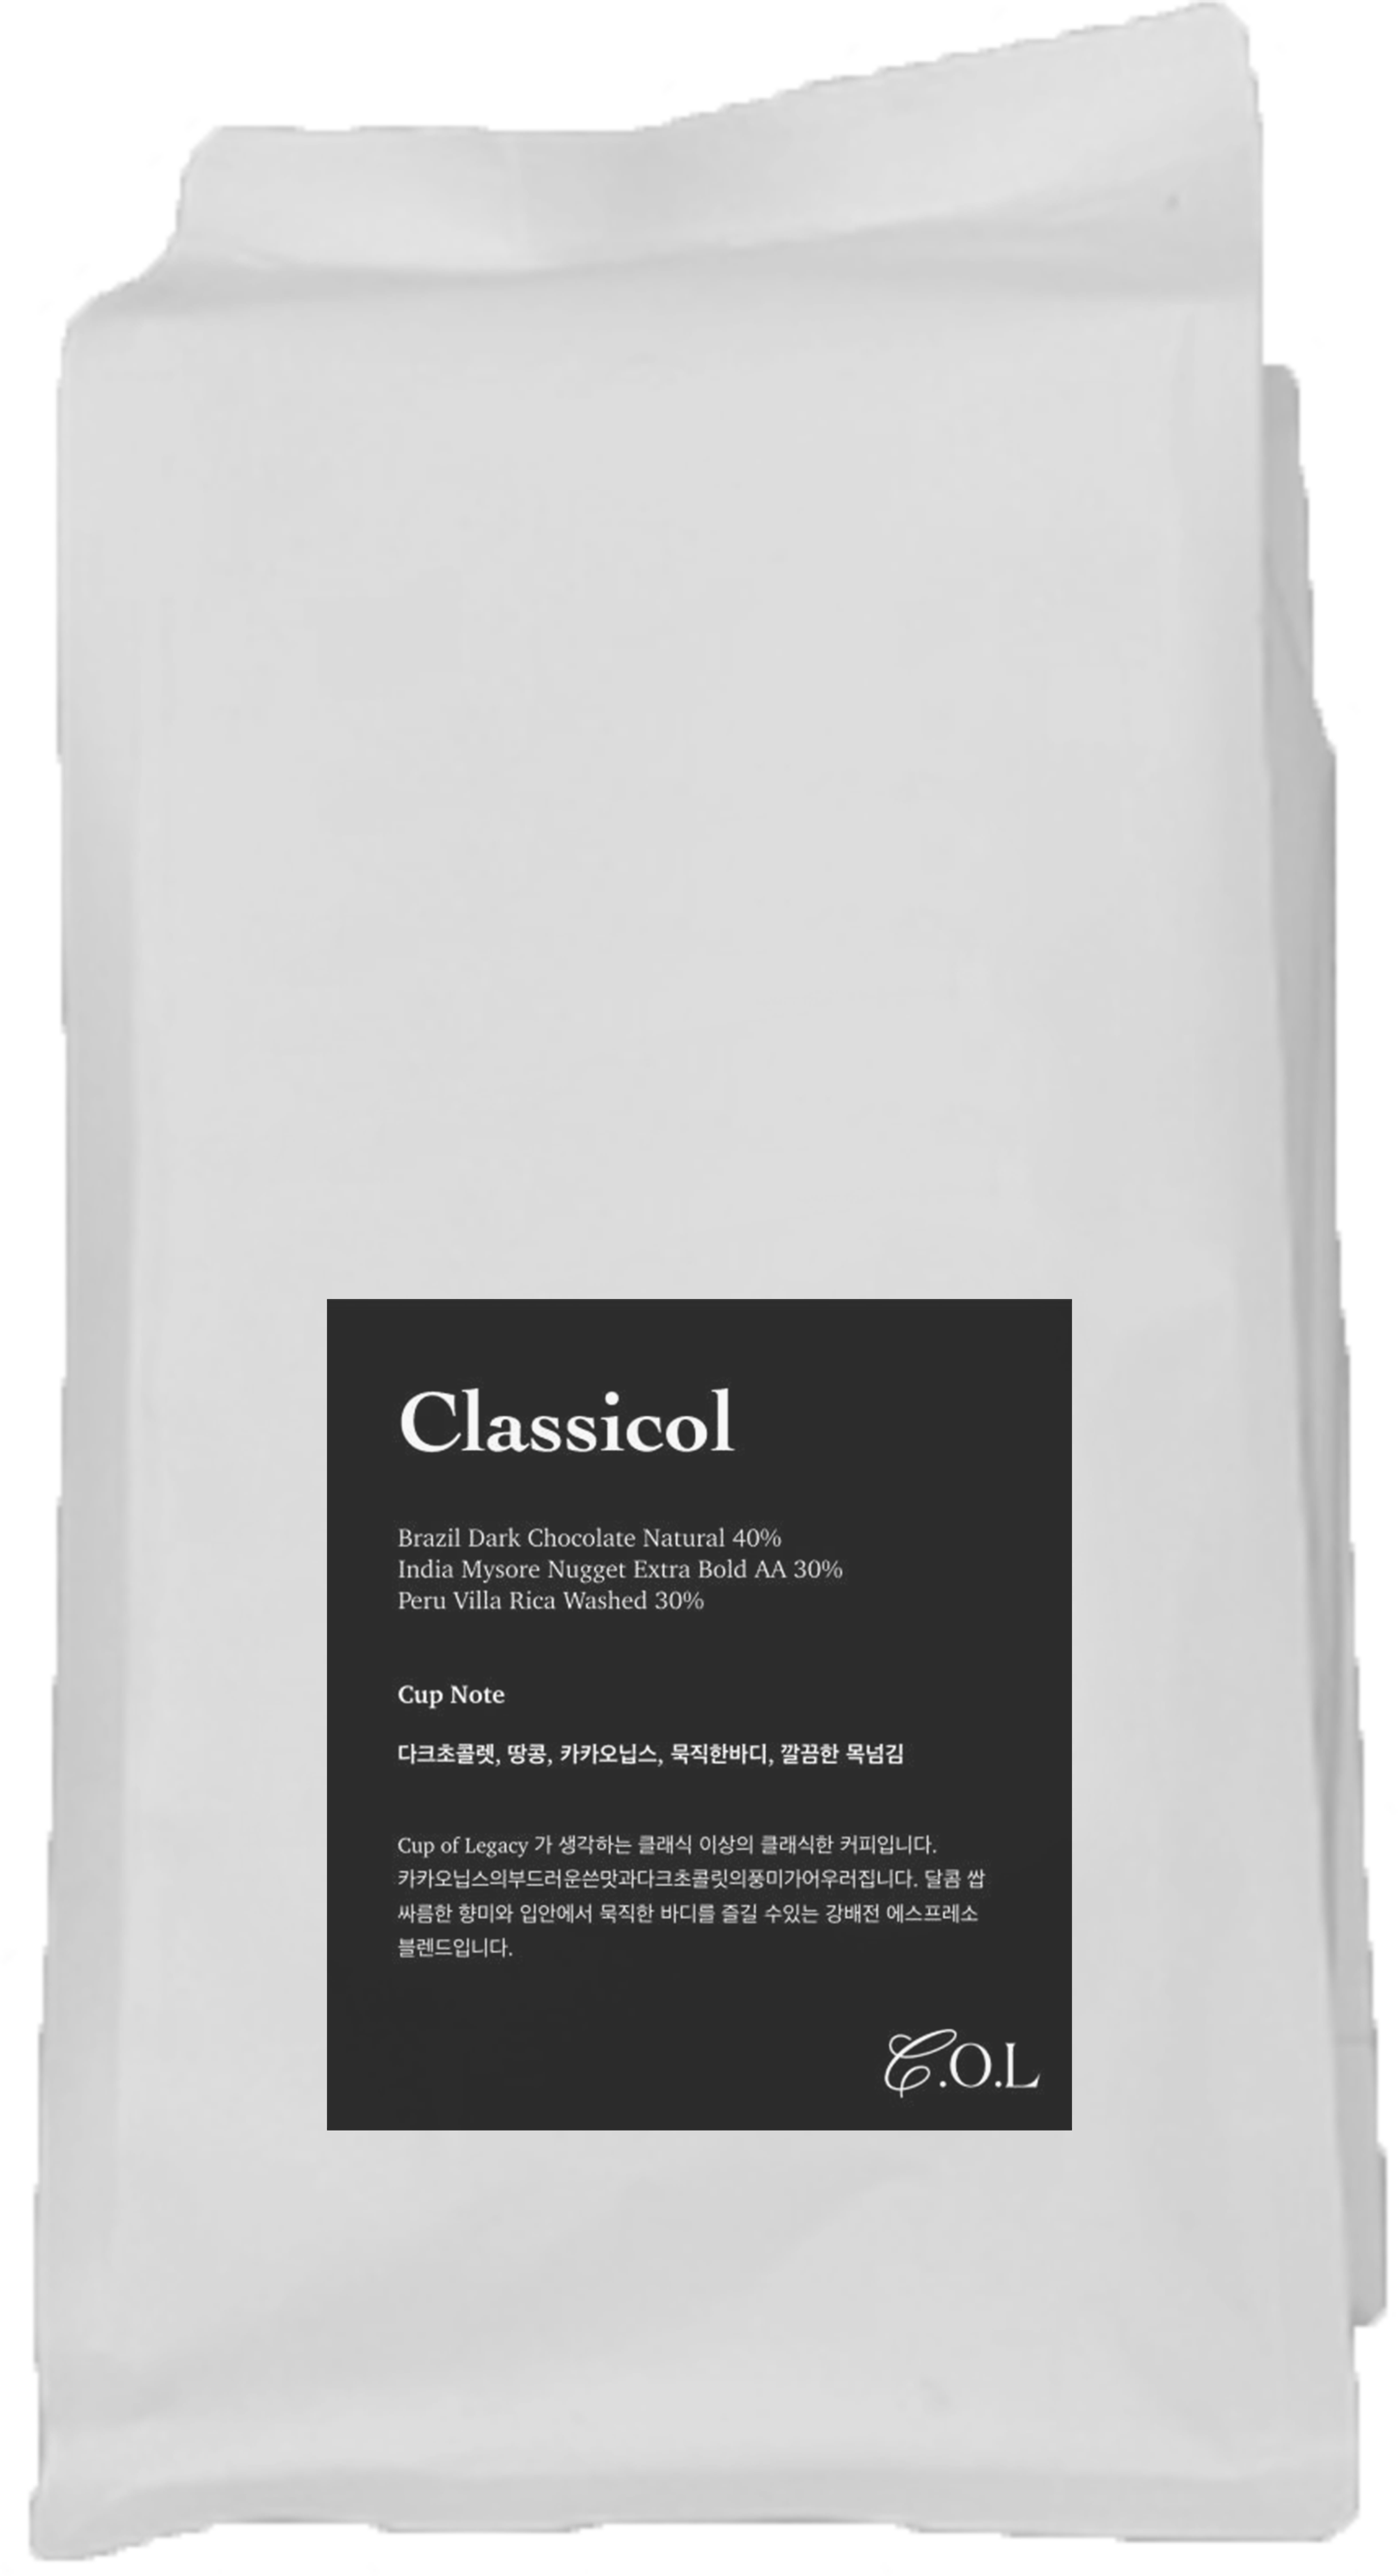 Classicol
Brazil Dark Chocolate Natural 40%
India Mysore Nugget Extra Bold AA 30%
Peru Villa Rica Washed 30%
Cup Note
다크초콜렛, 땅콩, 카카오닙스, 묵직한바디, 깔끔한 목넘김
Cup of Legacy 가 생각하는 클래식 이상의 클래식한 커피입니다.
카카오닙스의부드러운쓴맛과다크초콜릿의풍미가어우러집니다. 달콤 쌉
싸름한 향미와 입안에서 묵직한 바디를 즐길 수있는 강배전 에스프레소
블렌드입니다.
C.O.L